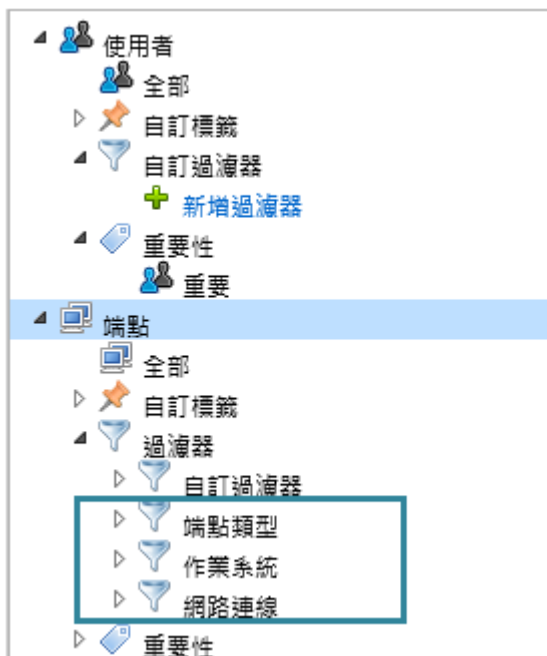 使用者
全部
自訂標籤
自訂過濾器
新增過濾器
重要性
重要
端點
全部
自訂標籤
過濾器
自訂過濾器
端點類型
作業系統
網路連線
重要性